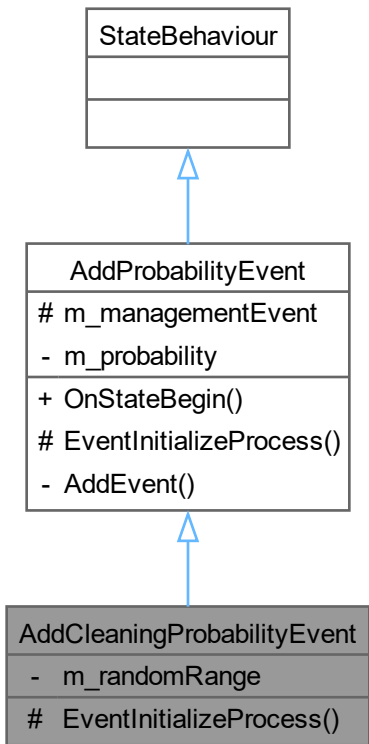 StateBehaviour
AddProbabilityEvent
# m_managementEvent
- m_probability
+ OnStateBegin()
# EventInitializeProcess()
- AddEvent()
AddCleaningProbabilityEvent
- m_randomRange
# EventInitializeProcess()